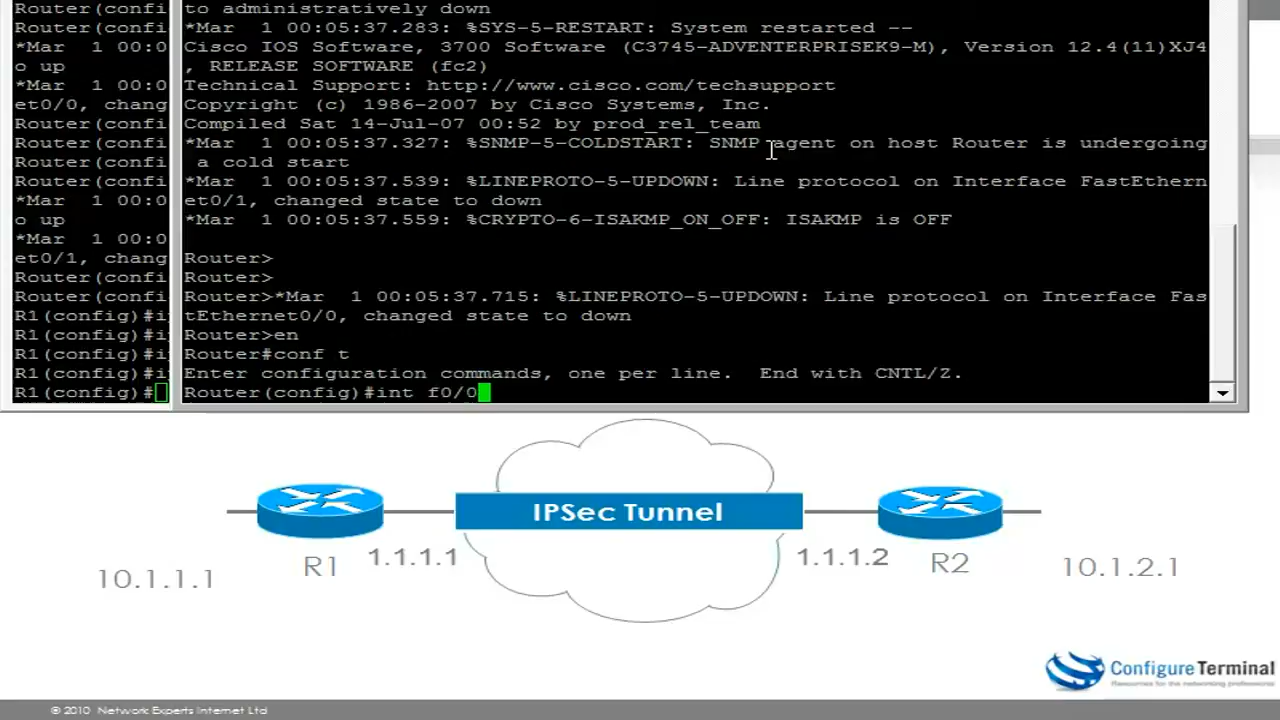 Router(confi
*Mar  1 00:0
o up
*Mar  1 00:0
et0/0, chang
Router(confi
Router(confi
Router(confi
*Mar  1 00:0
o up
*Mar  1 00:0
et0/1, chang
Router(confi
Router(confi
R1(config)#i
R1(config)#i
R1(config)#i
R1(config)#i
R1(config)#
to administratively down
*Mar  1 00:05:37.283: %SYS-5-RESTART: System restarted --
Cisco IOS Software, 3700 Software (C3745-ADVENTERPRISEK9-M), Version 12.4(11)XJ4
, RELEASE SOFTWARE (fc2)
Technical Support: http://www.cisco.com/techsupport
Copyright (c) 1986-2007 by Cisco Systems, Inc.
Compiled Sat 14-Jul-07 00:52 by prod_rel_team
*Mar  1 00:05:37.327: %SNMP-5-COLDSTART: SNMP agent on host Router is undergoing
 a cold start
*Mar  1 00:05:37.539: %LINEPROTO-5-UPDOWN: Line protocol on Interface FastEthern
et0/1, changed state to down
*Mar  1 00:05:37.559: %CRYPTO-6-ISAKMP_ON_OFF: ISAKMP is OFF
Router>
Router>
Router>*Mar  1 00:05:37.715: %LINEPROTO-5-UPDOWN: Line protocol on Interface Fas
tEthernet0/0, changed state to down
Router>en
Router#conf t
Enter configuration commands, one per line.  End with CNTL/Z.
Router(config)#int f0/0
IPSec Tunnel
R1
1.1.1.1
1.1.1.2
R2
10.1.1.1
10.1.2.1
ConfigureTerminal
Resources for the networking professional
© 2010 Network Experts Internet Ltd